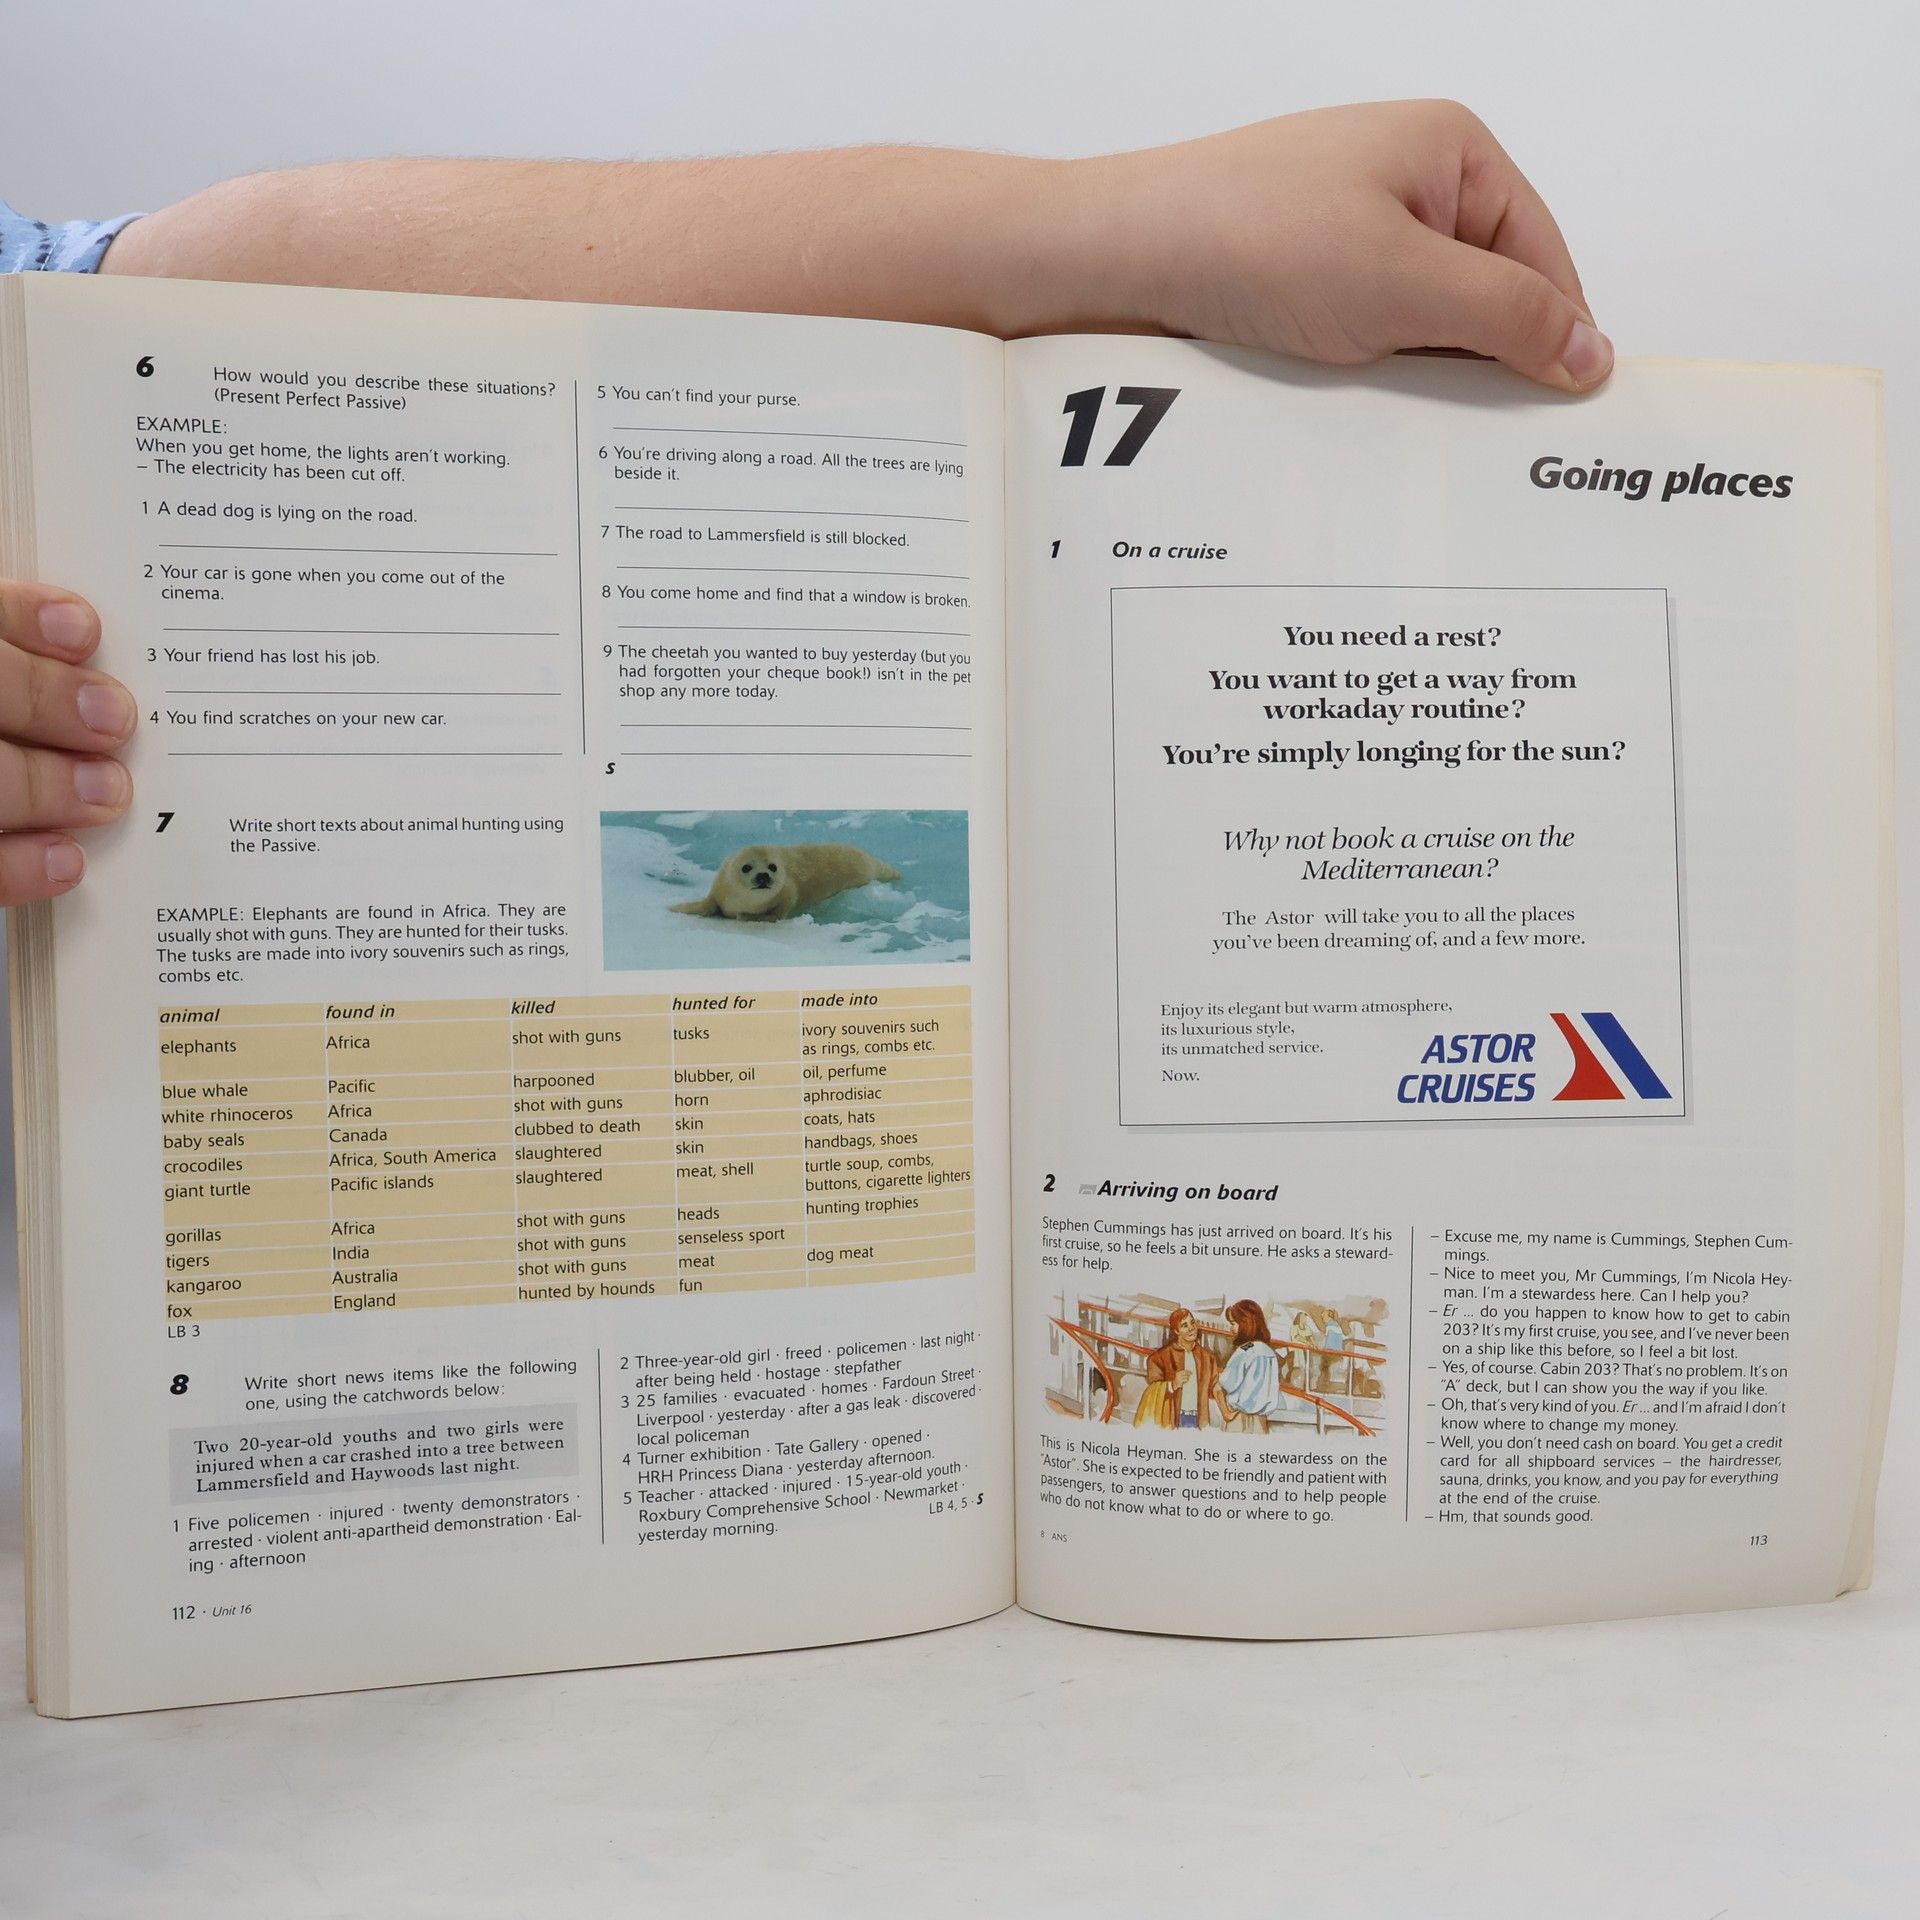 6
How would you describe these situations?
(Present Perfect Passive)
EXAMPLE:
When you get home, the lights aren't working.
– The electricity has been cut off.
1 A dead dog is lying on the road.
2 Your car is gone when you come out of the
cinema.
3 Your friend has lost his job.
4 You find scratches on your new car.
5 You can't find your purse.
6 You're driving along a road. All the trees are lying
beside it.
7 The road to Lammersfield is still blocked.
8 You come home and find that a window is broken.
9 The cheetah you wanted to buy yesterday (but you
had forgotten your cheque book!) isn't in the pet
shop any more today.
S
7
Write short texts about animal hunting using
the Passive.
EXAMPLE: Elephants are found in Africa. They are
usually shot with guns. They are hunted for their tusks.
The tusks are made into ivory souvenirs such as rings,
combs etc.
animal found in killed hunted for made into
elephants Africa shot with guns tusks ivory souvenirs such
as rings, combs etc.
blue whale Pacific harpooned blubber, oil oil, perfume
white rhinoceros Africa shot with guns horn aphrodisiac
baby seals Canada clubbed to death skin coats, hats
crocodiles Africa, South America slaughtered skin handbags, shoes
giant turtle Pacific islands slaughtered meat, shell turtle soup, combs,
buttons, cigarette lighters
gorillas Africa shot with guns heads hunting trophies
tigers India shot with guns senseless sport
kangaroo Australia shot with guns meat dog meat
fox England hunted by hounds fun
LB 3
8
Write short news items like the following
one, using the catchwords below:
Two 20-year-old youths and two girls were
injured when a car crashed into a tree between
Lammersfield and Haywoods last night.
1 Five policemen · injured · twenty demonstrators ·
arrested · violent anti-apartheid demonstration · Eal-
ing · afternoon
2 Three-year-old girl · freed · policemen · last night ·
after being held · hostage · stepfather
3 25 families · evacuated · homes · Fardoun Street ·
Liverpool · yesterday · after a gas leak · discovered ·
local policeman
4 Turner exhibition · Tate Gallery · opened ·
HRH Princess Diana · yesterday afternoon.
5 Teacher · attacked · injured · 15-year-old youth ·
Roxbury Comprehensive School · Newmarket ·
yesterday morning.
LB 4, 5 · S
112 · Unit 16
17
Going places
1 On a cruise
You need a rest?
You want to get a way from
workaday routine?
You're simply longing for the sun?
Why not book a cruise on the
Mediterranean?
The Astor will take you to all the places
you've been dreaming of, and a few more.
Enjoy its elegant but warm atmosphere,
its luxurious style,
its unmatched service.
Now.
ASTOR
CRUISES
2 Arriving on board
Stephen Cummings has just arrived on board. It's his
first cruise, so he feels a bit unsure. He asks a steward-
ess for help.
This is Nicola Heyman. She is a stewardess on the
"Astor". She is expected to be friendly and patient with
passengers, to answer questions and to help people
who do not know what to do or where to go.
– Excuse me, my name is Cummings, Stephen Cum-
mings.
– Nice to meet you, Mr Cummings, I'm Nicola Hey-
man. I'm a stewardess here. Can I help you?
– Er ... do you happen to know how to get to cabin
203? It's my first cruise, you see, and I've never been
on a ship like this before, so I feel a bit lost.
– Yes, of course. Cabin 203? That's no problem. It's on
"A" deck, but I can show you the way if you like.
– Oh, that's very kind of you. Er ... and I'm afraid I don't
know where to change my money.
– Well, you don't need cash on board. You get a credit
card for all shipboard services – the hairdresser,
sauna, drinks, you know, and you pay for everything
at the end of the cruise.
– Hm, that sounds good.
8 ANS
113